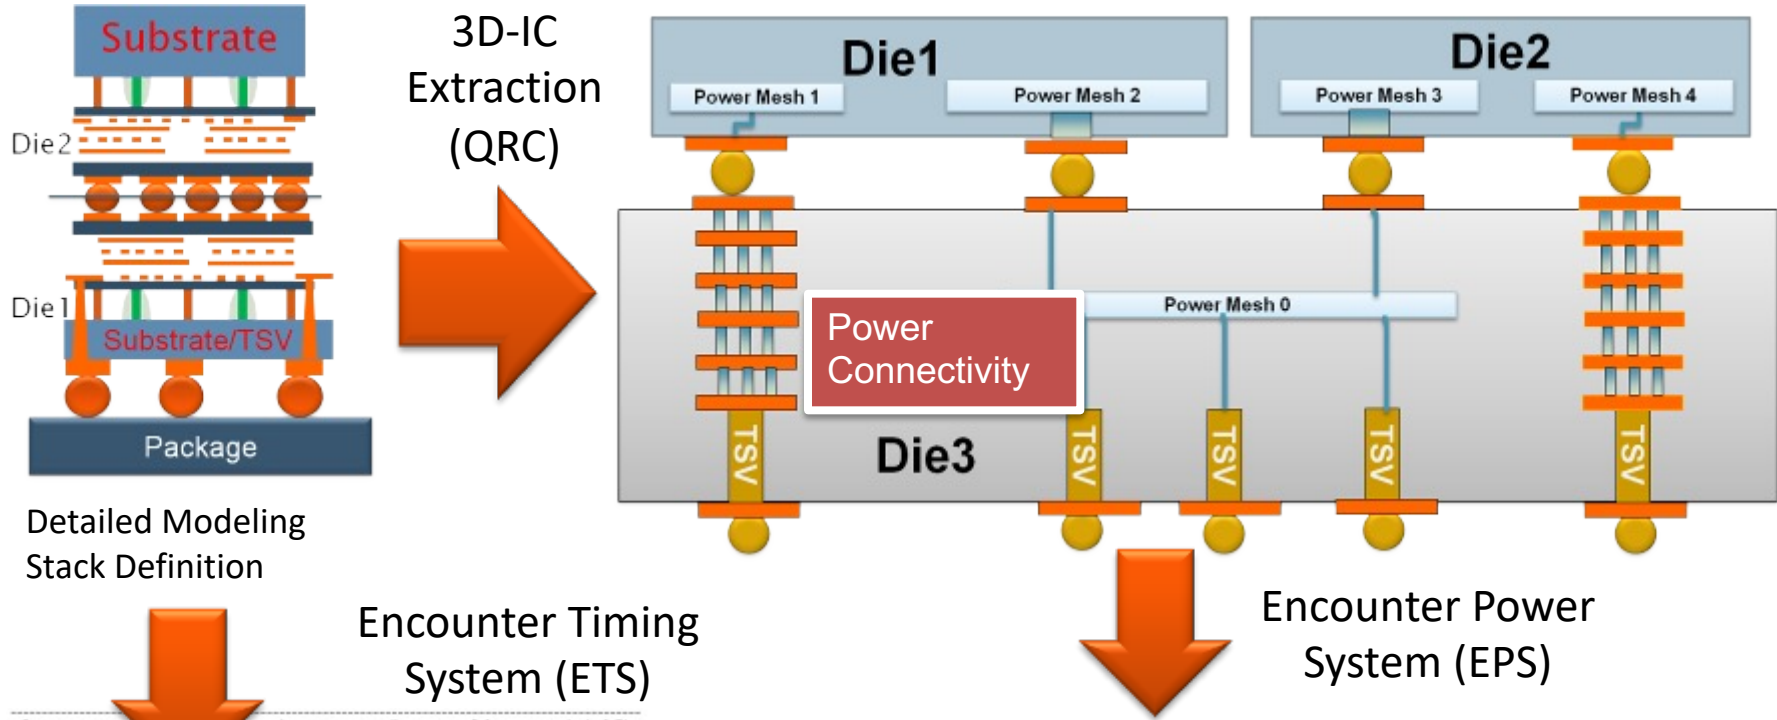 Substrate
Die2
Die1
Substrate/TSV
Package
Detailed Modeling
Stack Definition
3D-IC
Extraction
(QRC)
Die1
Power Mesh 1
Power Mesh 2
Die2
Power Mesh 3
Power Mesh 4
Power Mesh 0
Power
Connectivity
Die3
TSV
TSV
TSV
TSV
TSV
Encounter Timing
System (ETS)
Encounter Power
System (EPS)